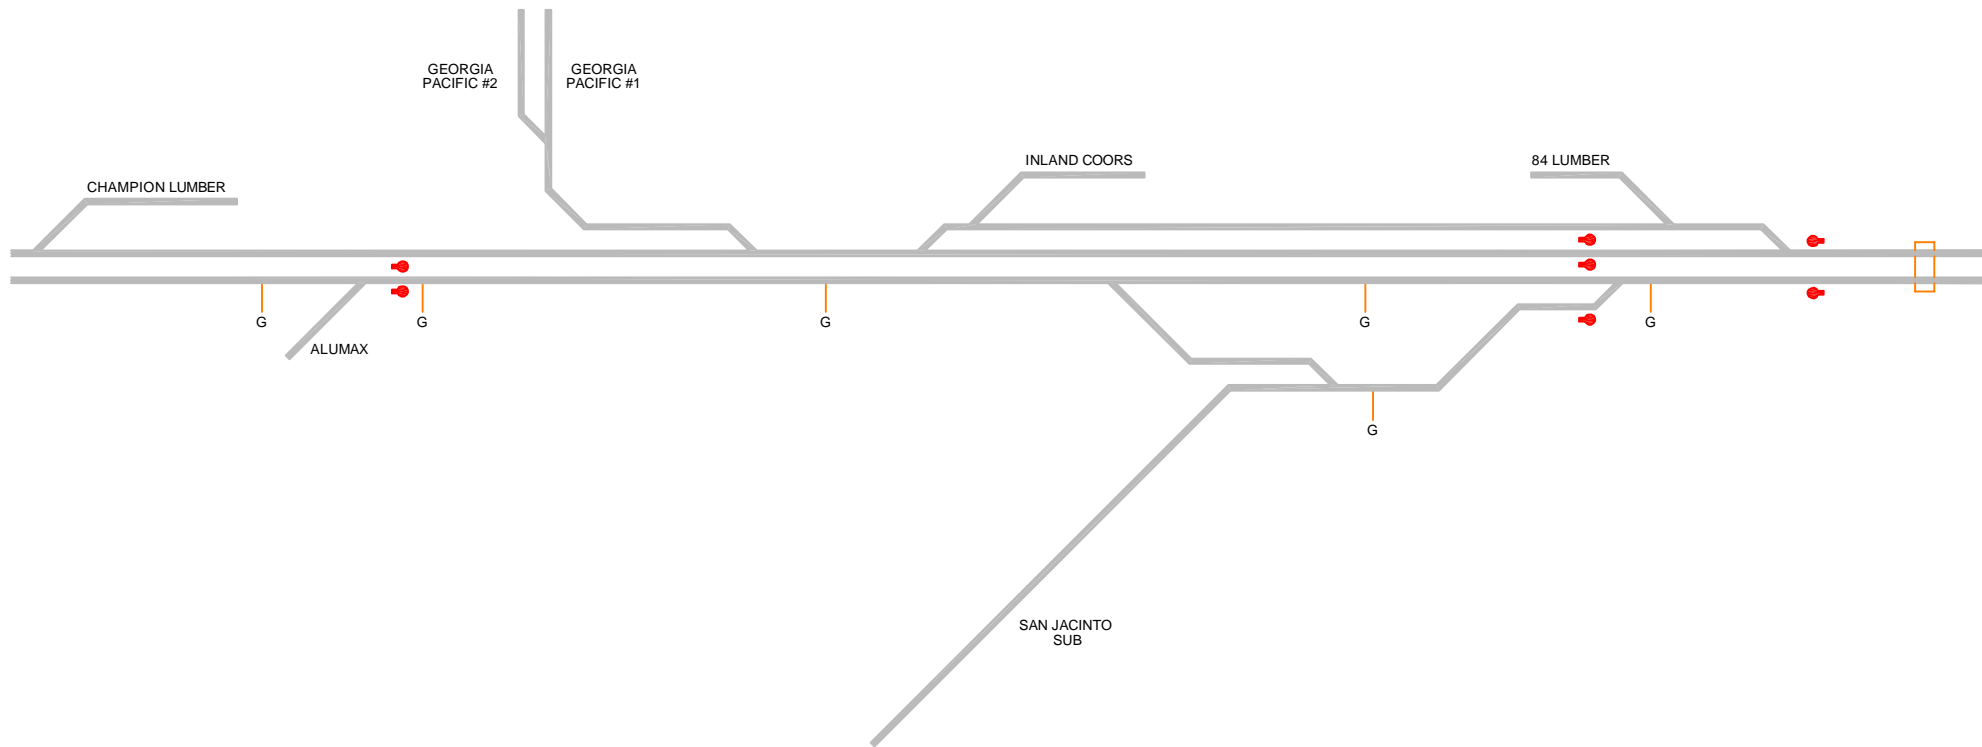 GEORGIA
PACIFIC #2
GEORGIA
PACIFIC #1
CHAMPION LUMBER
INLAND COORS
84 LUMBER
G
G
G
G
G
ALUMAX
G
SAN JACINTO
SUB